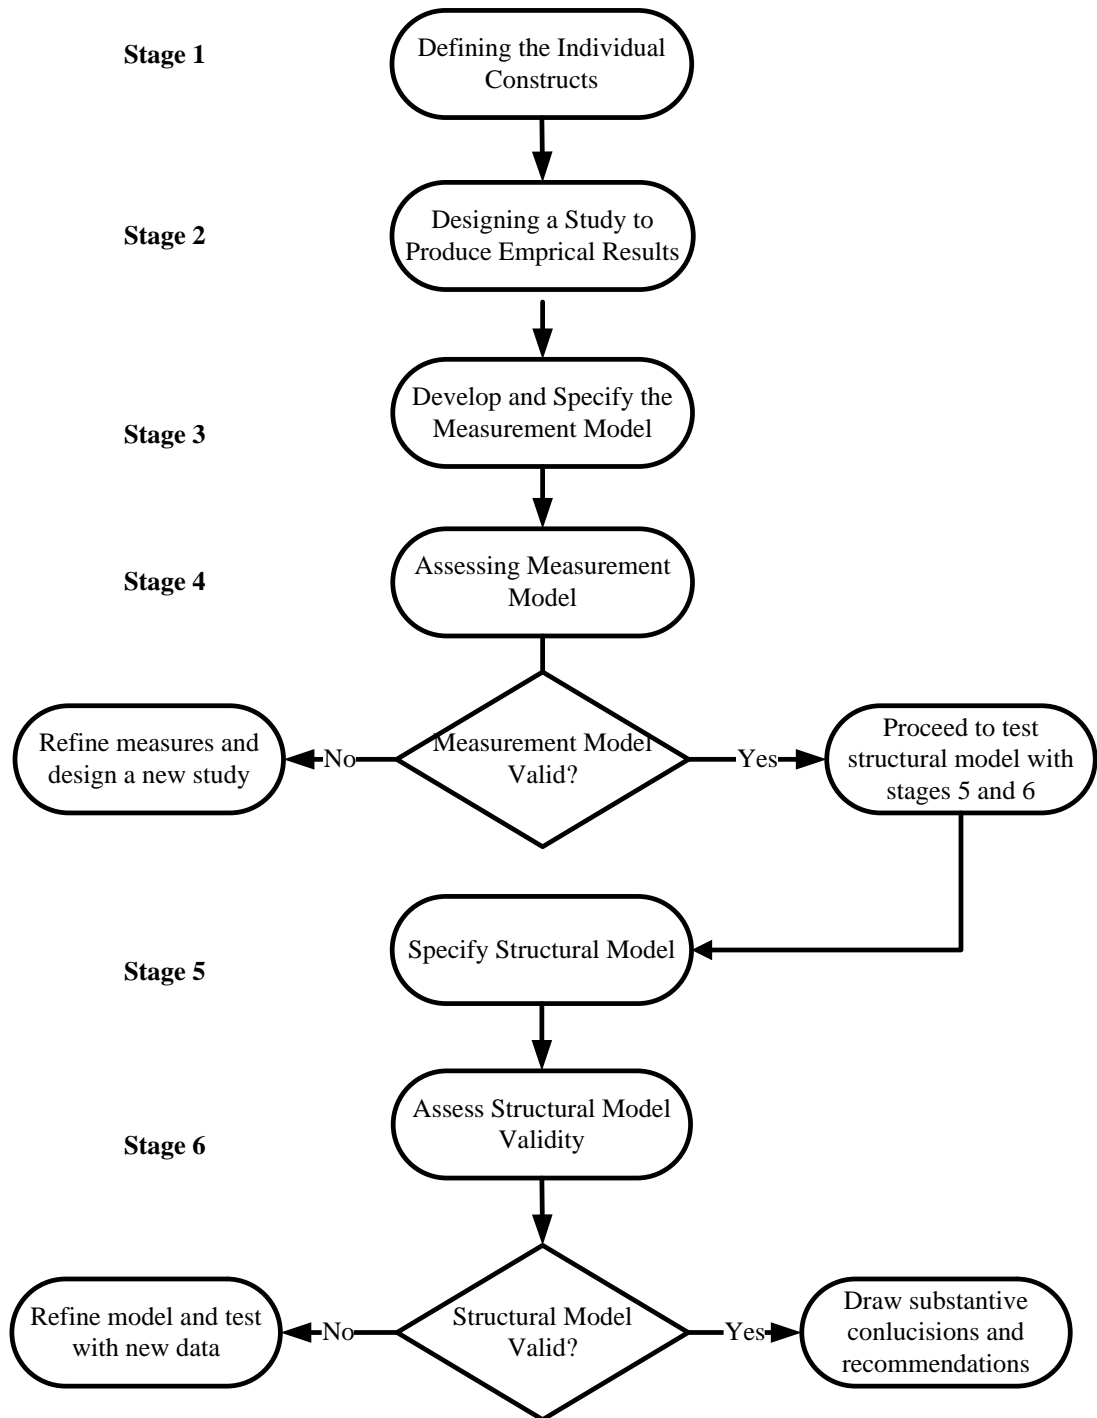 Stage 1
Defining the Individual
Constructs
Stage 2
Designing a Study to
Produce Emprical Results
Stage 3
Develop and Specify the
Measurement Model
Stage 4
Assessing Measurement
Model
Refine measures and
design a new study
No
Measurement Model
Valid?
Yes
Proceed to test
structural model with
stages 5 and 6
Stage 5
Specify Structural Model
Stage 6
Assess Structural Model
Validity
Refine model and test
with new data
No
Structural Model
Valid?
Yes
Draw substantive
conlucisions and
recommendations